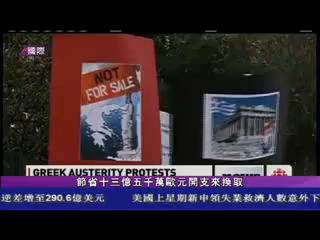 國際
NOT
FOR SALE
GREEK AUSTERITY PROTESTS
節省十三億五千萬歐元開支來換取
逆差增至290.6億美元 美國上星期新申領失業救濟人數意外下